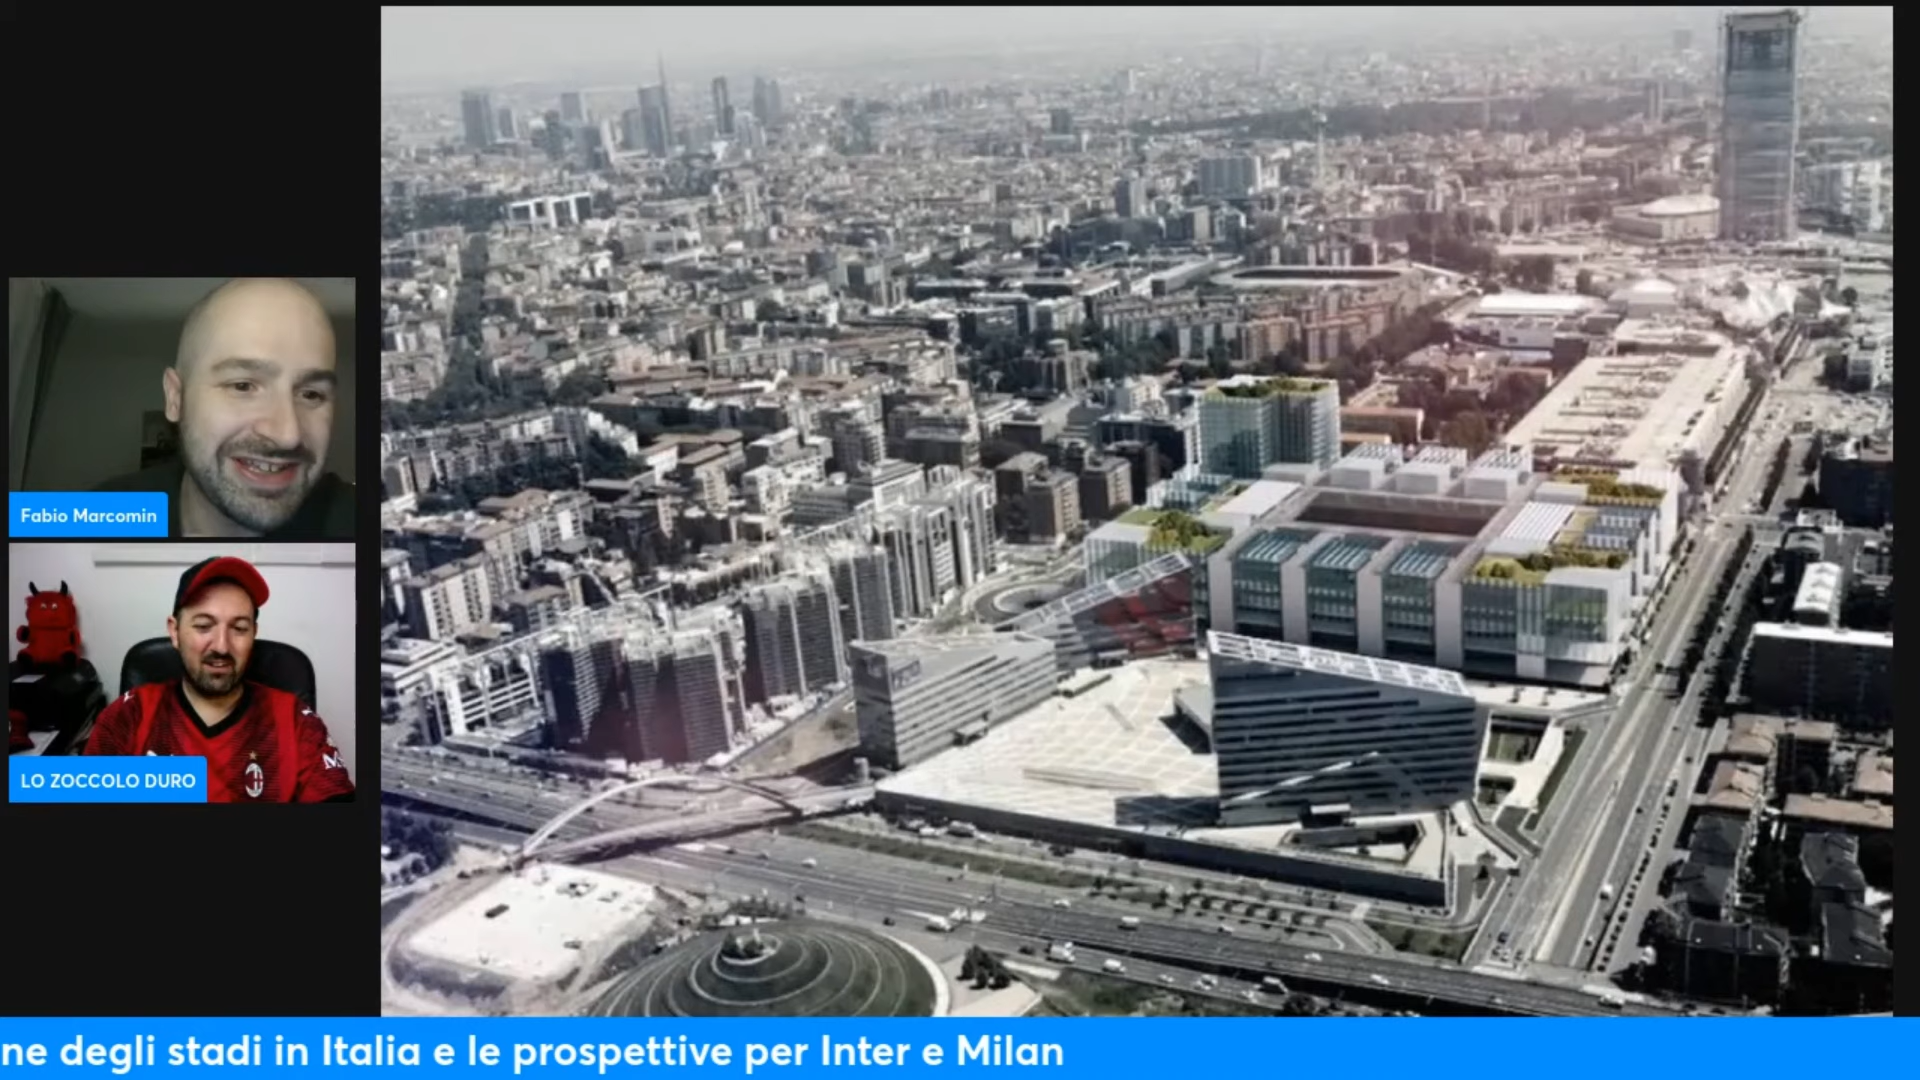 Fabio Marcomin
LO ZOCCOLO DURO
ne degli stadi in Italia e le prospettive per Inter e Milan